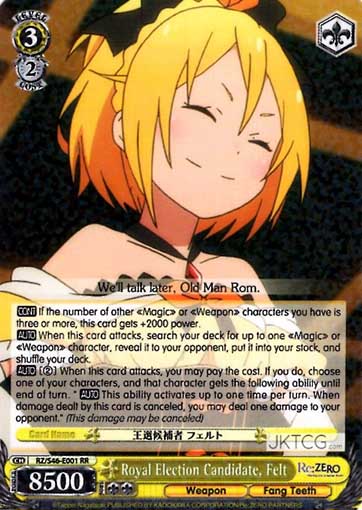 LEVEL
3
2
COST
We'll talk later, Old Man Rom.
CONT If the number of other «Magic» or «Weapon» characters you have is
three or more, this card gets +2000 power.
AUTO When this card attacks, search your deck for up to one «Magic» or
«Weapon» character, reveal it to your opponent, put it into your stock, and
shuffle your deck.
AUTO [(2)] When this card attacks, you may pay the cost. If you do, choose
one of your characters, and that character gets the following ability until
end of turn. " AUTO This ability activates up to one time per turn. When
damage dealt by this card is canceled, you may deal one damage to your
opponent." (This damage may be canceled)
Card Name
王選候補者 フェルト
JKTCG.com
CH
RZ/S46-E001 RR
Royal Election Candidate, Felt
Re:ZERO
POWER
8500
Weapon
Fang Teeth